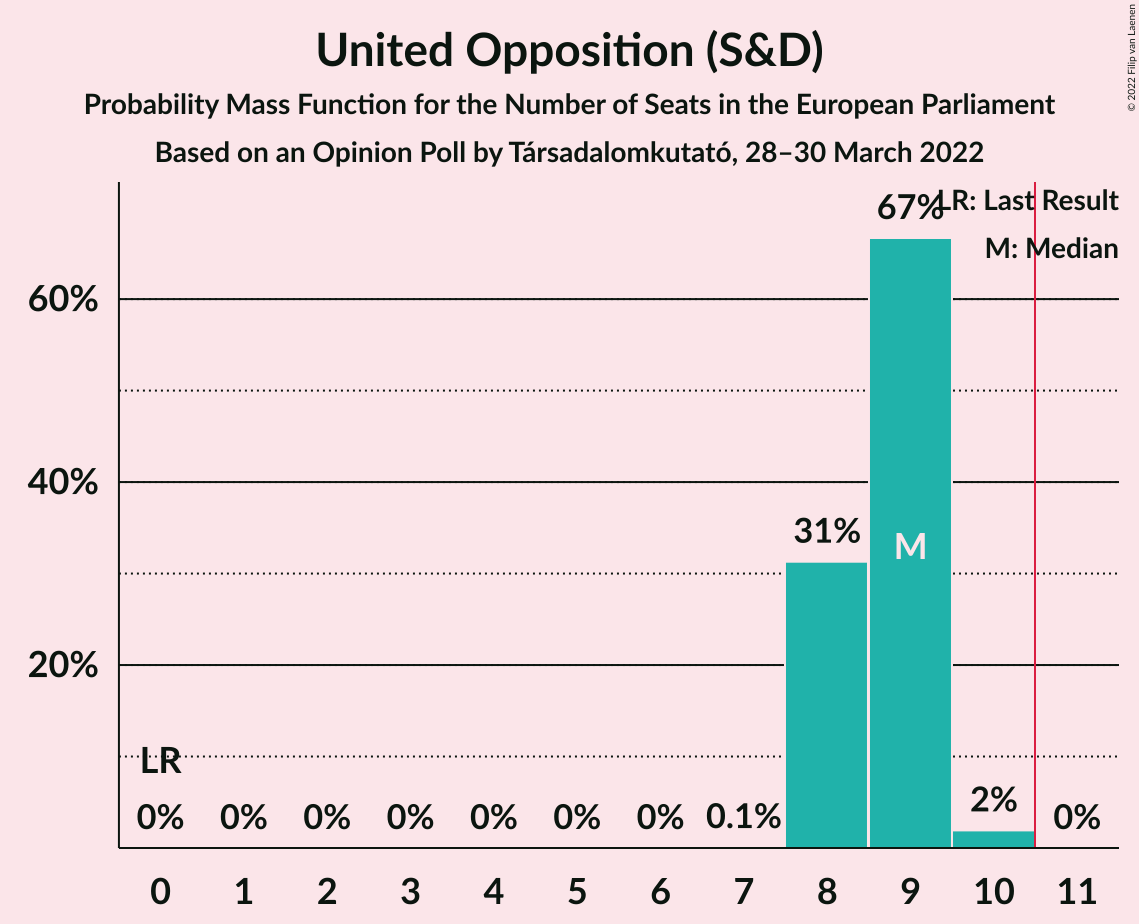 United Opposition (S&D)
Probability Mass Function for the Number of Seats in the European Parliament
Based on an Opinion Poll by Társadalomkutató, 28–30 March 2022
© 2022 Filip van Laenen
LR: Last Result
M: Median
67%
60%
40%
31%
M
20%
LR
0% 0% 0% 0% 0% 0% 0% 0.1% 2% 0%
0 1 2 3 4 5 6 7 8 9 10 11